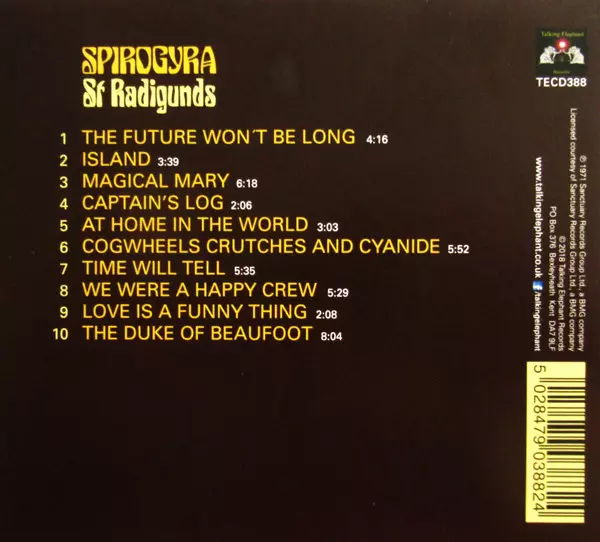 SPIROGYRA
St Radigunds
1 THE FUTURE WON'T BE LONG 4:16
2 ISLAND 3:39
3 MAGICAL MARY 6:18
4 CAPTAIN'S LOG 2:06
5 AT HOME IN THE WORLD 3:03
6 COGWHEELS CRUTCHES AND CYANIDE 5:52
7 TIME WILL TELL 5:35
8 WE WERE A HAPPY CREW 5:29
9 LOVE IS A FUNNY THING 2:08
10 THE DUKE OF BEAUFOOT 8:04
Talking Elephant
Records
TECD388
℗ 1971 Sanctuary Records Group Ltd., a BMG company
Licensed courtesy of Sanctuary Records Group Ltd., a BMG company
© 2018 Talking Elephant Records
PO Box 376 Bexleyheath Kent DA7 9LF
www.talkingelephant.co.uk f/talkingelephant
5 028479 038824